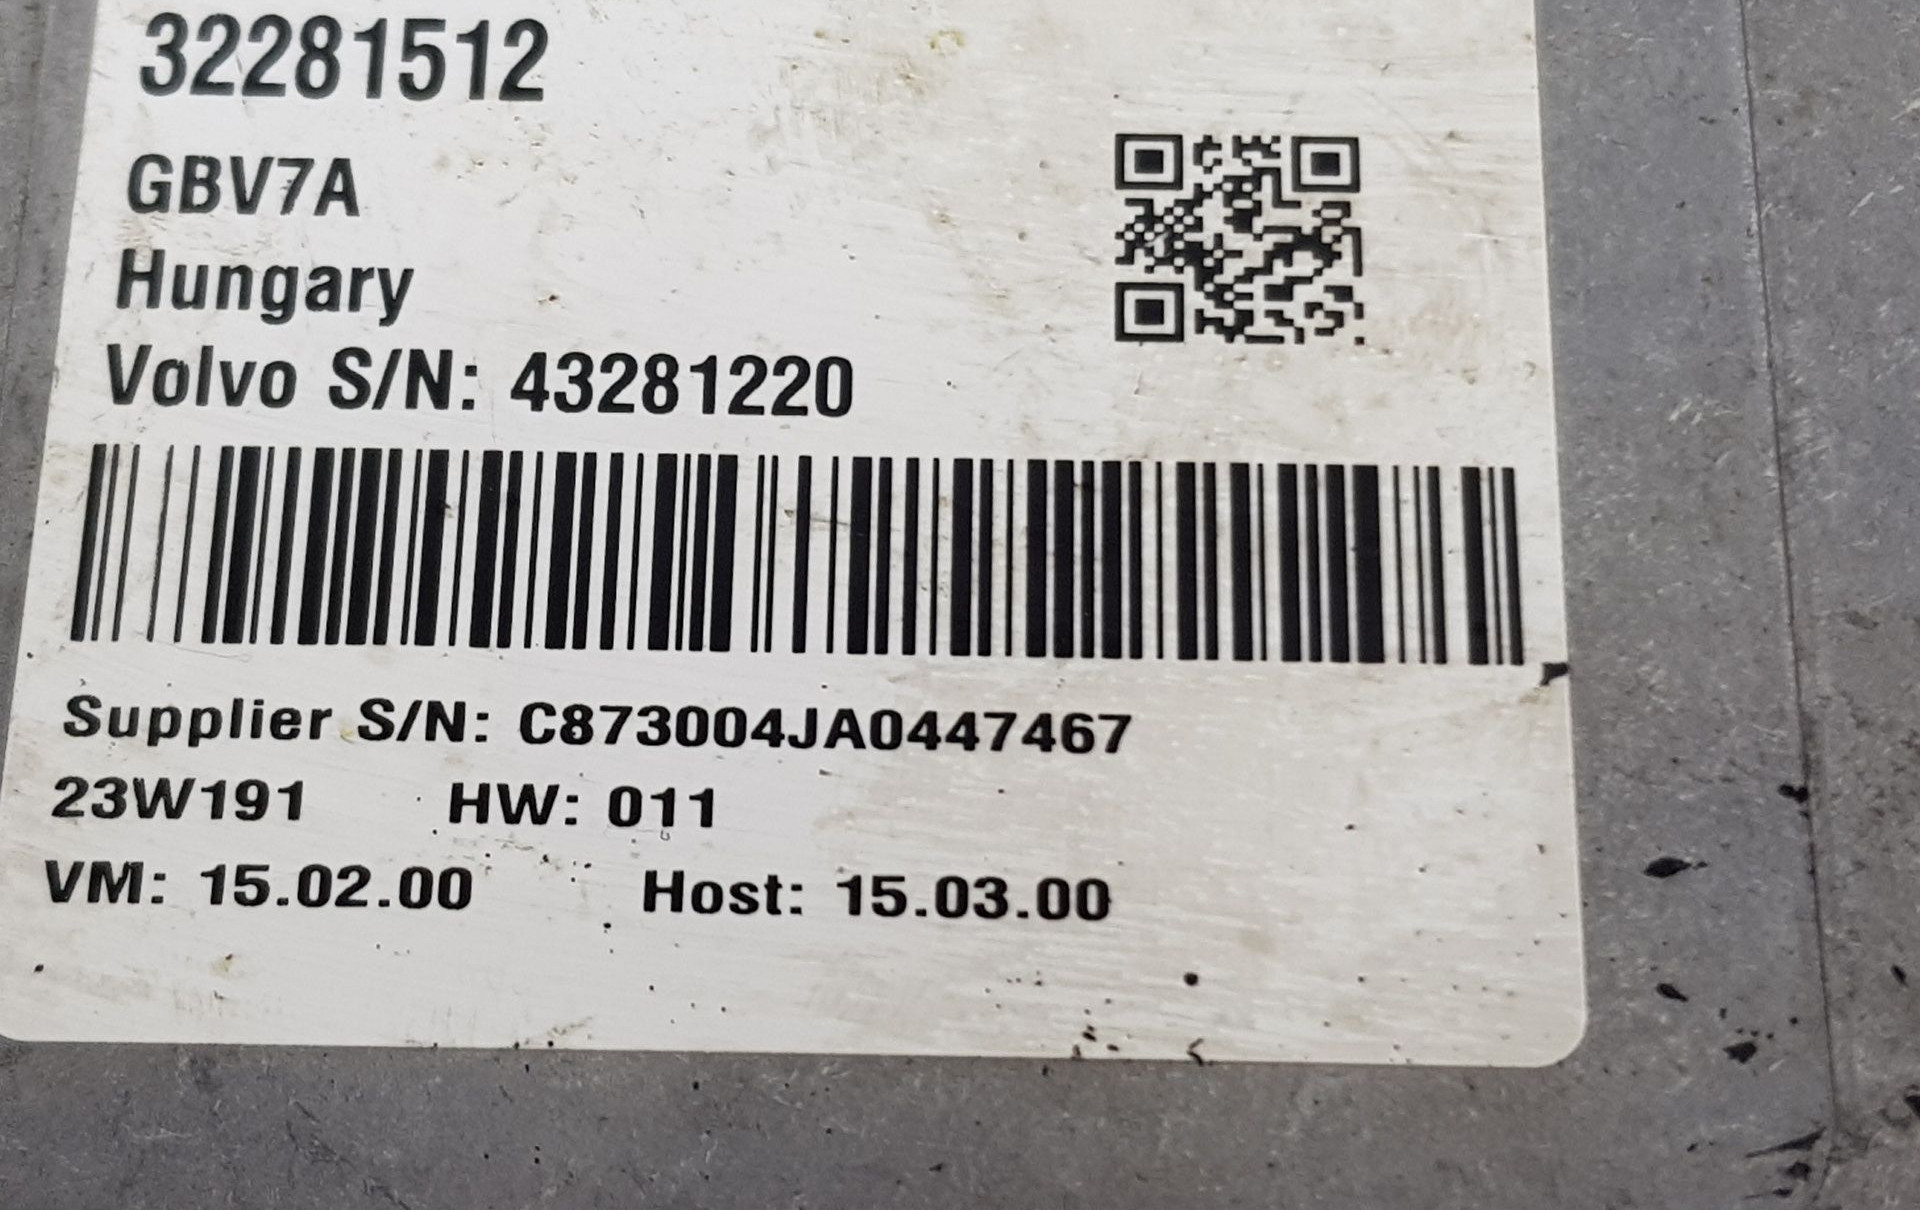 32281512
GBV7A
Hungary
Volvo S/N: 43281220
Supplier S/N: C873004JA0447467
23W191 HW: 011
VM: 15.02.00 Host: 15.03.00